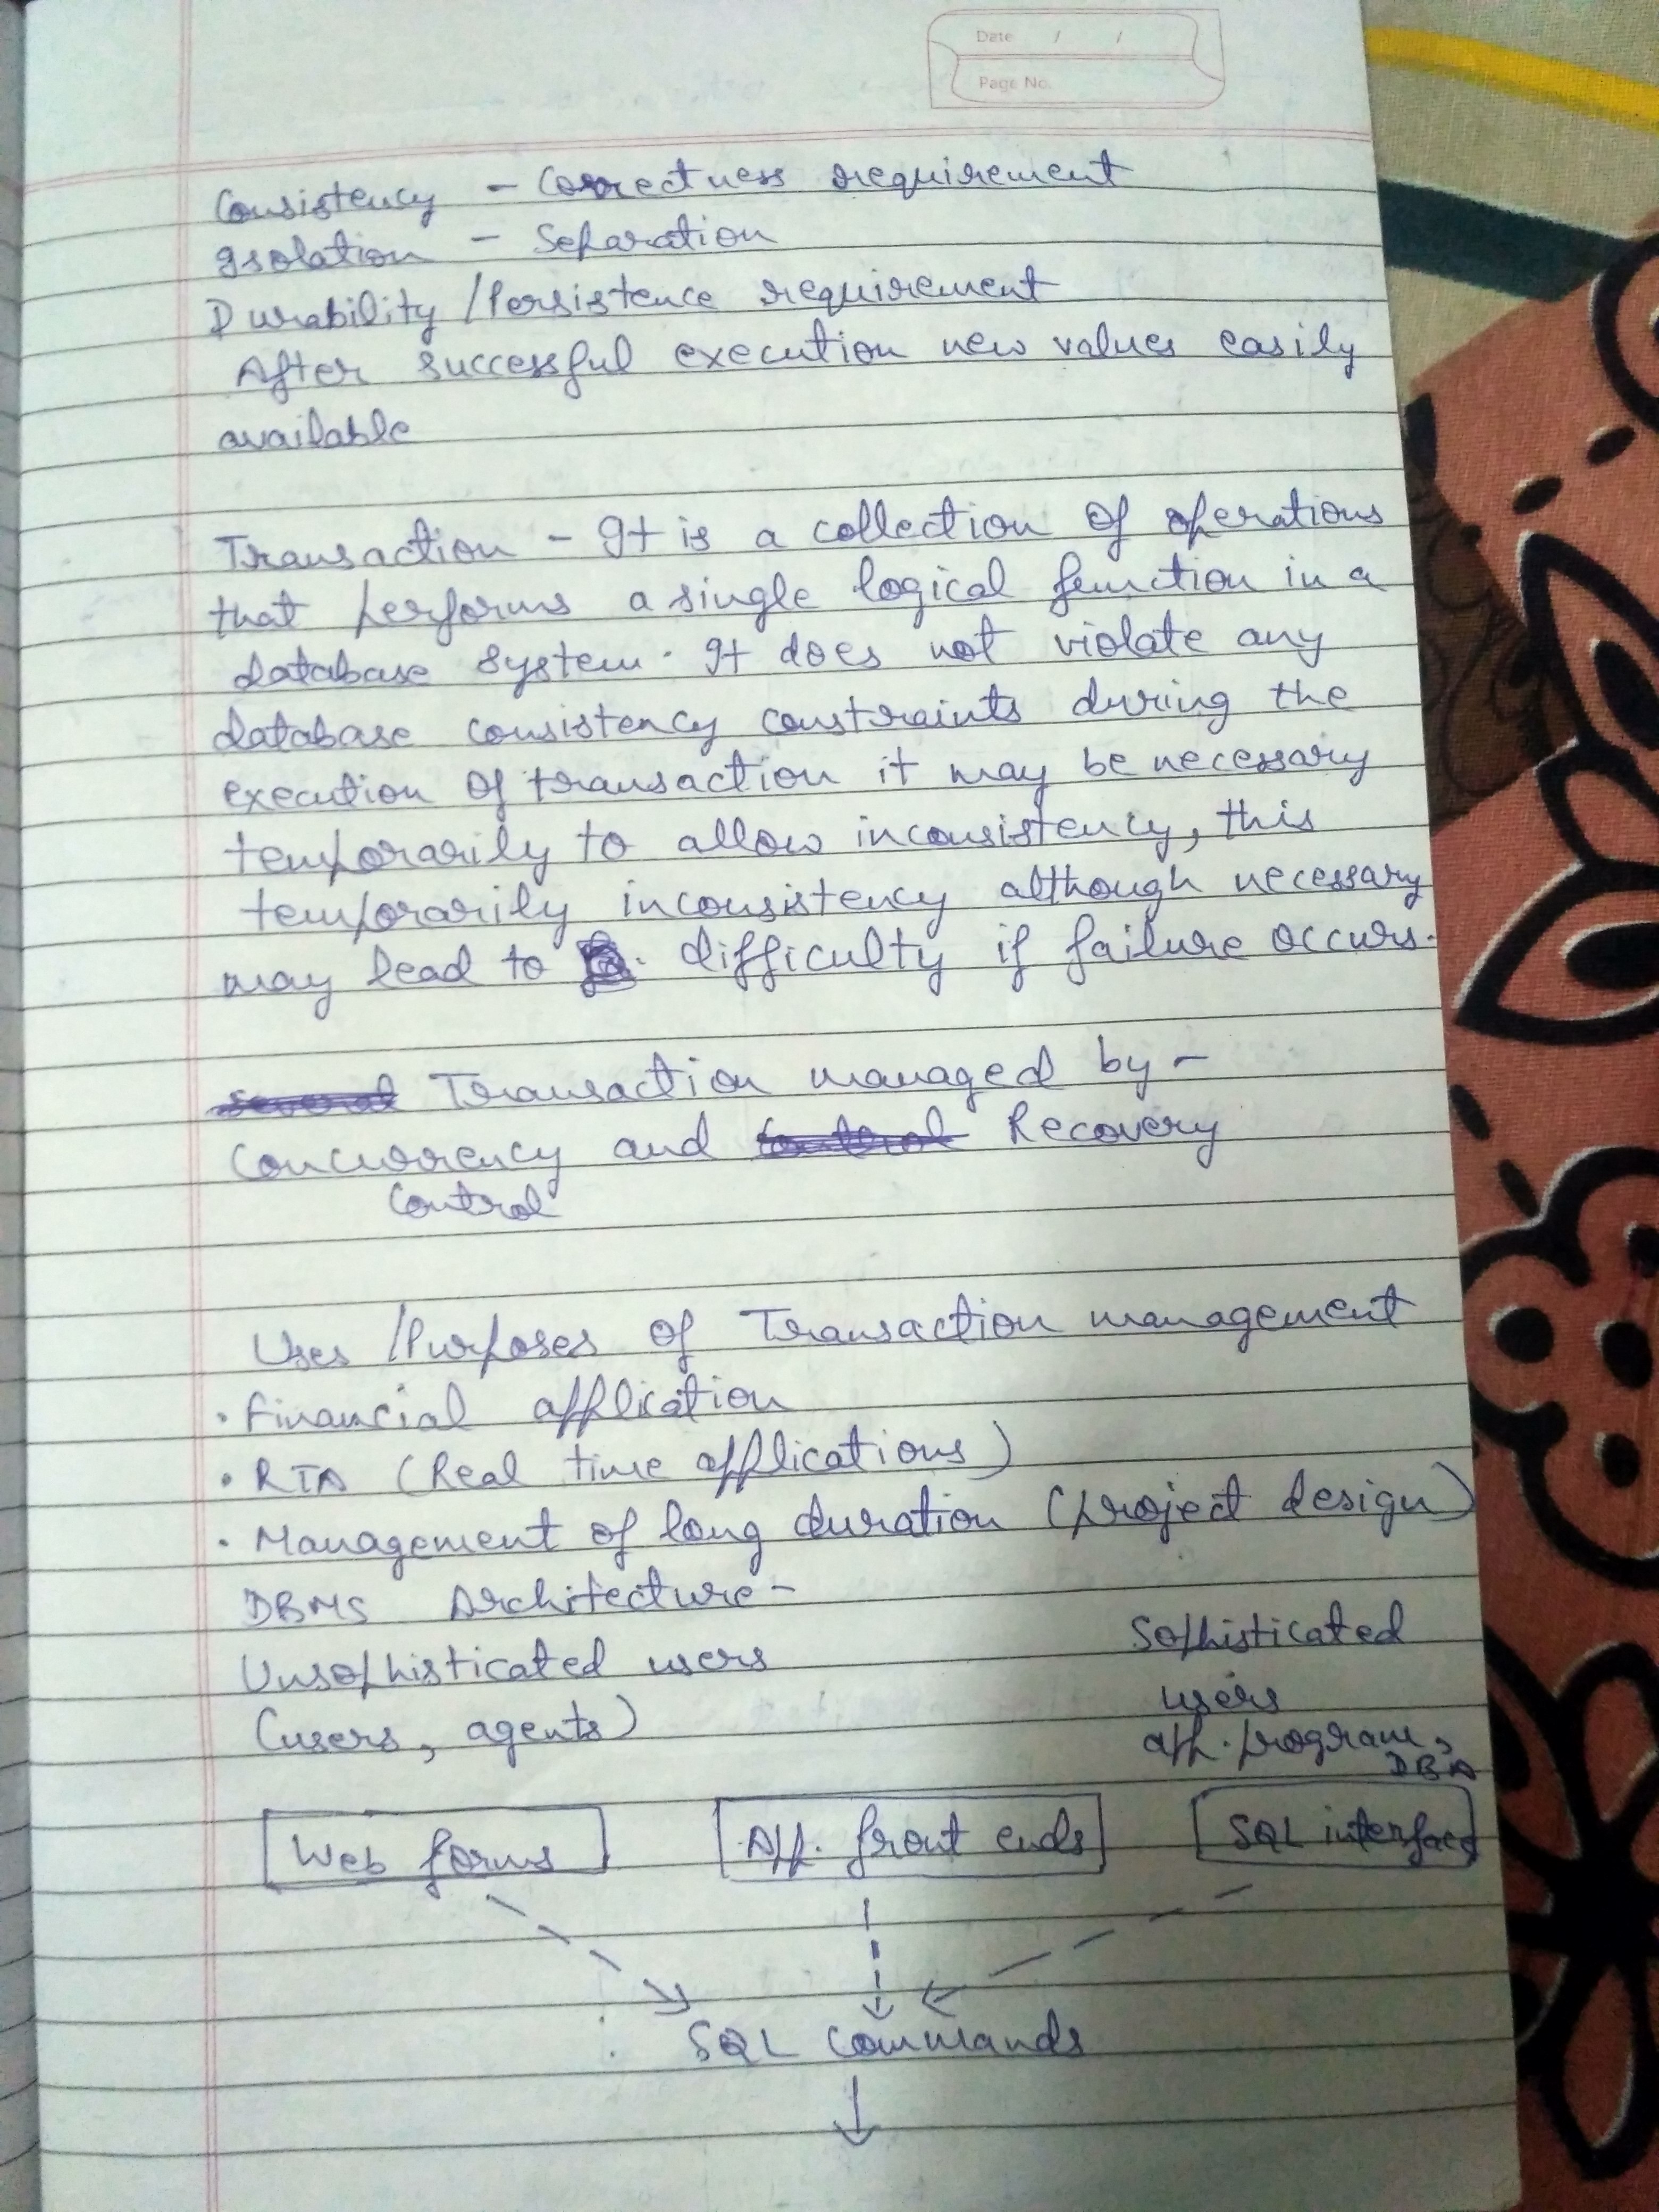 Date / /
Page No.
Consistency - Correctness requirement
Isolation - Separation
Durability /Persistence requirement
After successful execution new values easily
available
Transaction - It is a collection of operations
that performs a single logical function in a
database system. It does not violate any
database consistency constraints during the
execution of transaction it may be necessary
temporarily to allow inconsistency, this
temporarily inconsistency although necessary
may lead to difficulty if failure occurs.
several Transaction managed by -
Concurrency and control Recovery
Control
Uses /Purposes of Transaction management
• Financial application
• RTA (Real time applications)
• Management of long duration (project design)
DBMS Architecture -
Unsophisticated users Sophisticated
(users, agents) users
app. program,
DBA
Web forms App. front ends SQL interface
SQL Commands